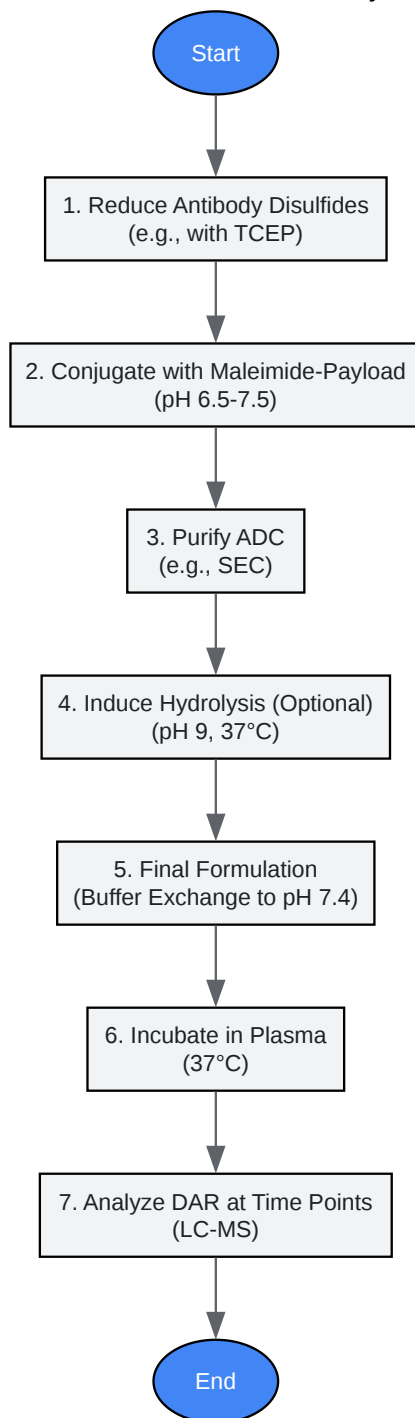 Start
1. Reduce Antibody Disulfides
(e.g., with TCEP)
2. Conjugate with Maleimide-Payload
(pH 6.5-7.5)
3. Purify ADC
(e.g., SEC)
4. Induce Hydrolysis (Optional)
(pH 9, 37°C)
5. Final Formulation
(Buffer Exchange to pH 7.4)
6. Incubate in Plasma
(37°C)
7. Analyze DAR at Time Points
(LC-MS)
End